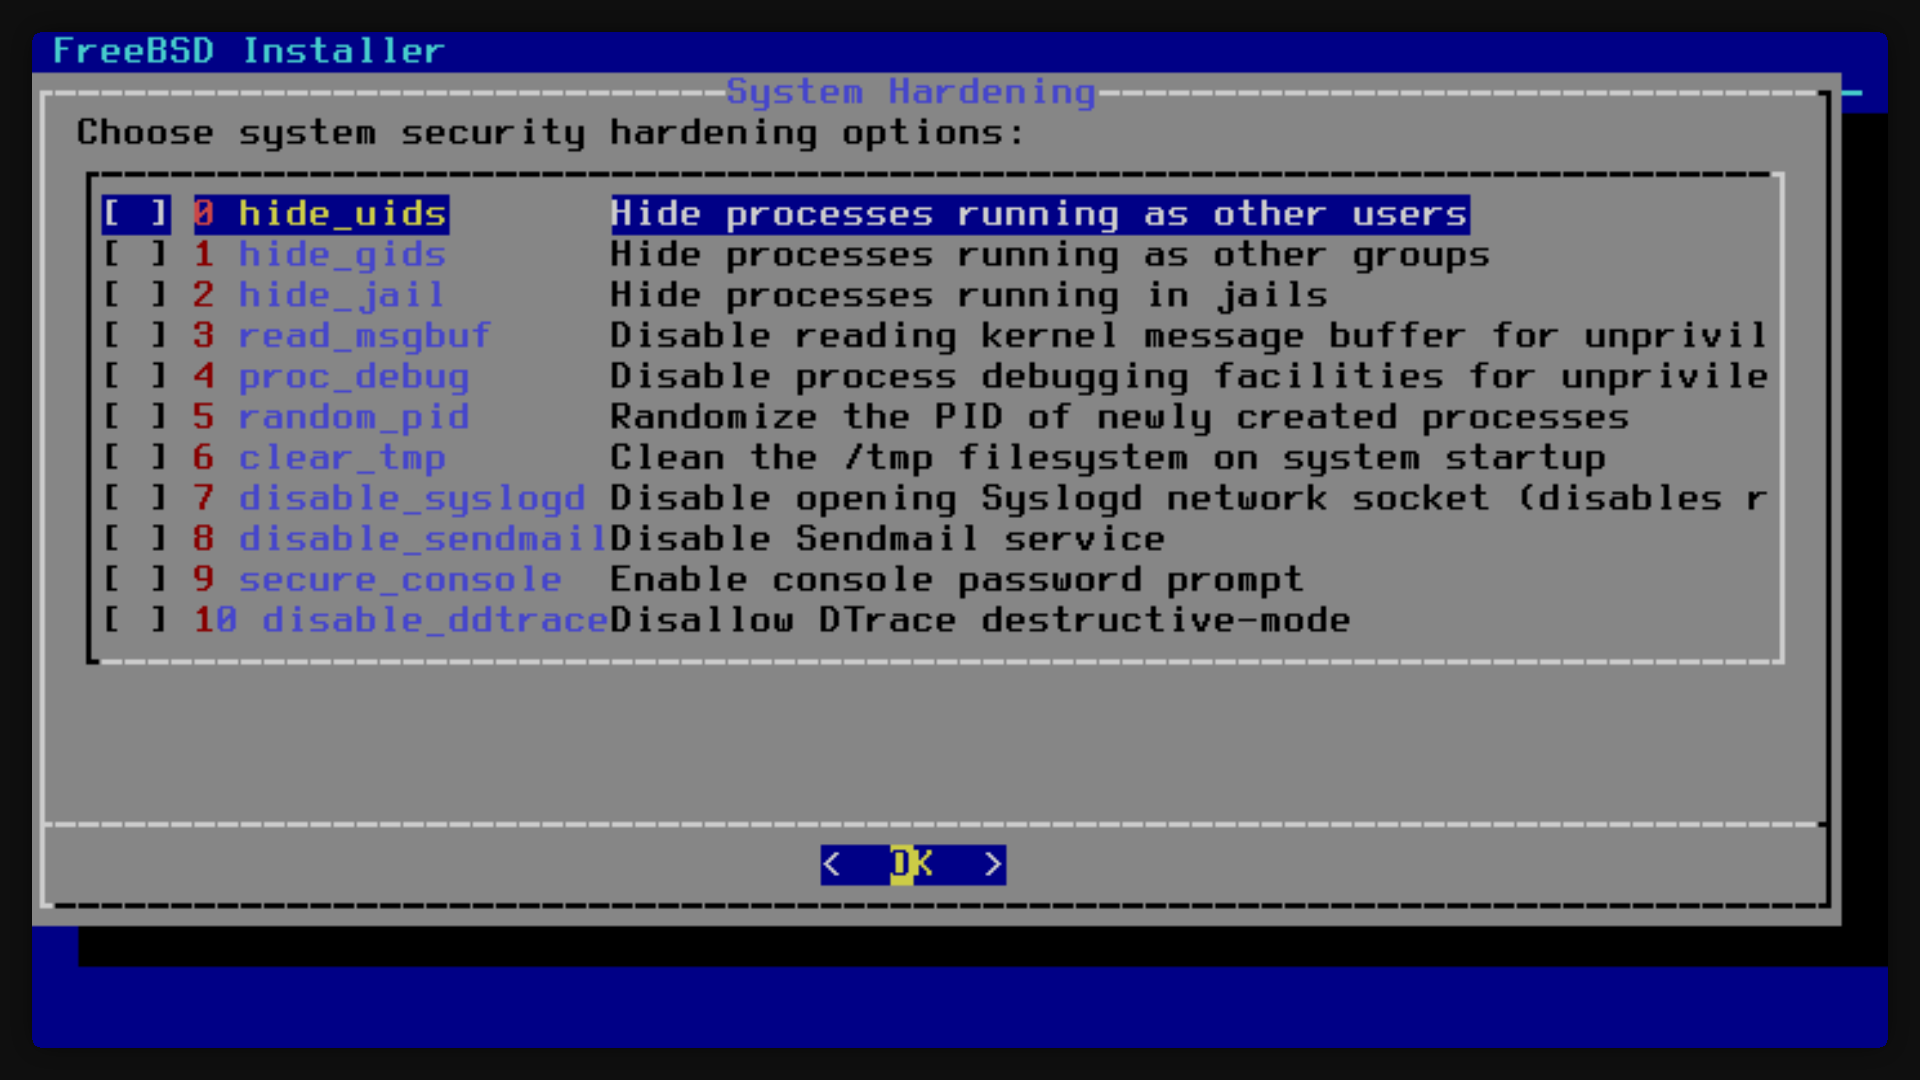 FreeBSD Installer
System Hardening
Choose system security hardening options:
[ ] 0 hide_uids Hide processes running as other users
[ ] 1 hide_gids Hide processes running as other groups
[ ] 2 hide_jail Hide processes running in jails
[ ] 3 read_msgbuf Disable reading kernel message buffer for unprivil
[ ] 4 proc_debug Disable process debugging facilities for unprivile
[ ] 5 random_pid Randomize the PID of newly created processes
[ ] 6 clear_tmp Clean the /tmp filesystem on system startup
[ ] 7 disable_syslogd Disable opening Syslogd network socket (disables r
[ ] 8 disable_sendmailDisable Sendmail service
[ ] 9 secure_console Enable console password prompt
[ ] 10 disable_ddtraceDisallow DTrace destructive-mode
< OK >